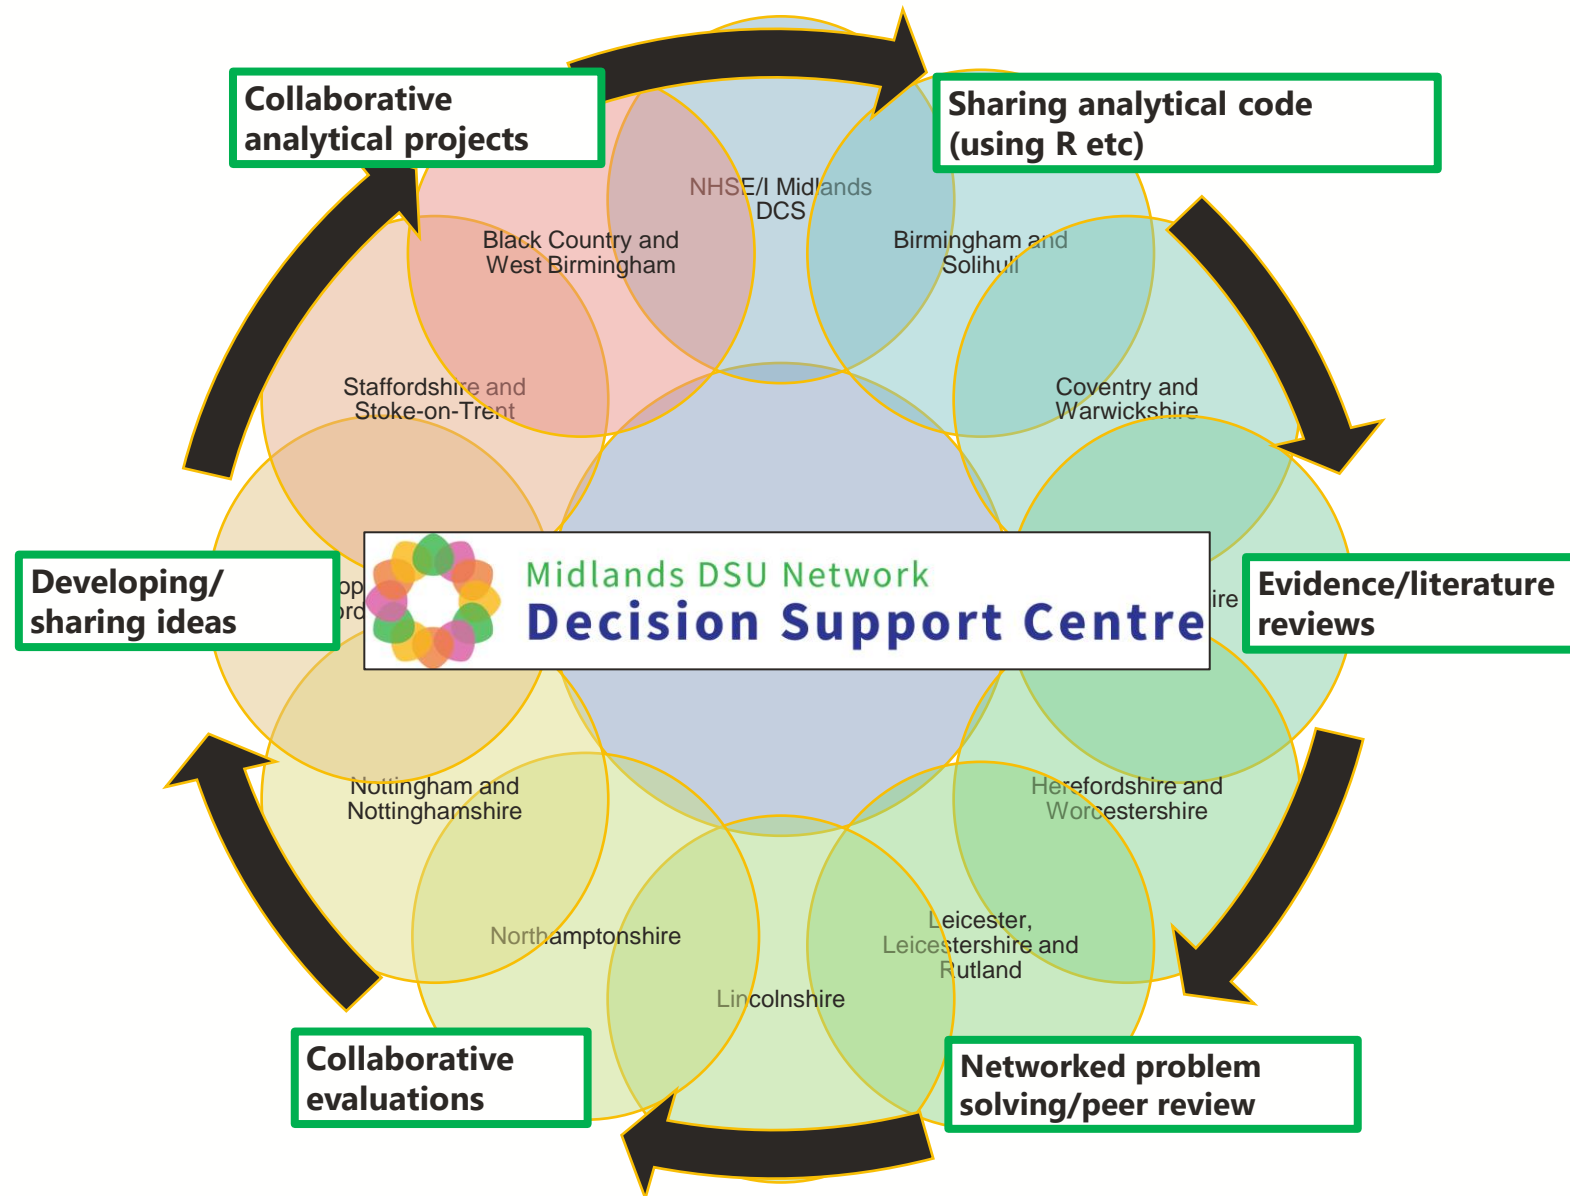 Collaborative
analytical projects
Sharing analytical code
(using R etc)
NHSE/I Midlands
DCS
Black Country and
West Birmingham
Birmingham and
Solihull
Staffordshire and
Stoke-on-Trent
Coventry and
Warwickshire
Developing/
sharing ideas
Midlands DSU Network
Decision Support Centre
Evidence/literature
reviews
Nottingham and
Nottinghamshire
Herefordshire and
Worcestershire
Northamptonshire
Leicester,
Leicestershire and
Rutland
Lincolnshire
Collaborative
evaluations
Networked problem
solving/peer review